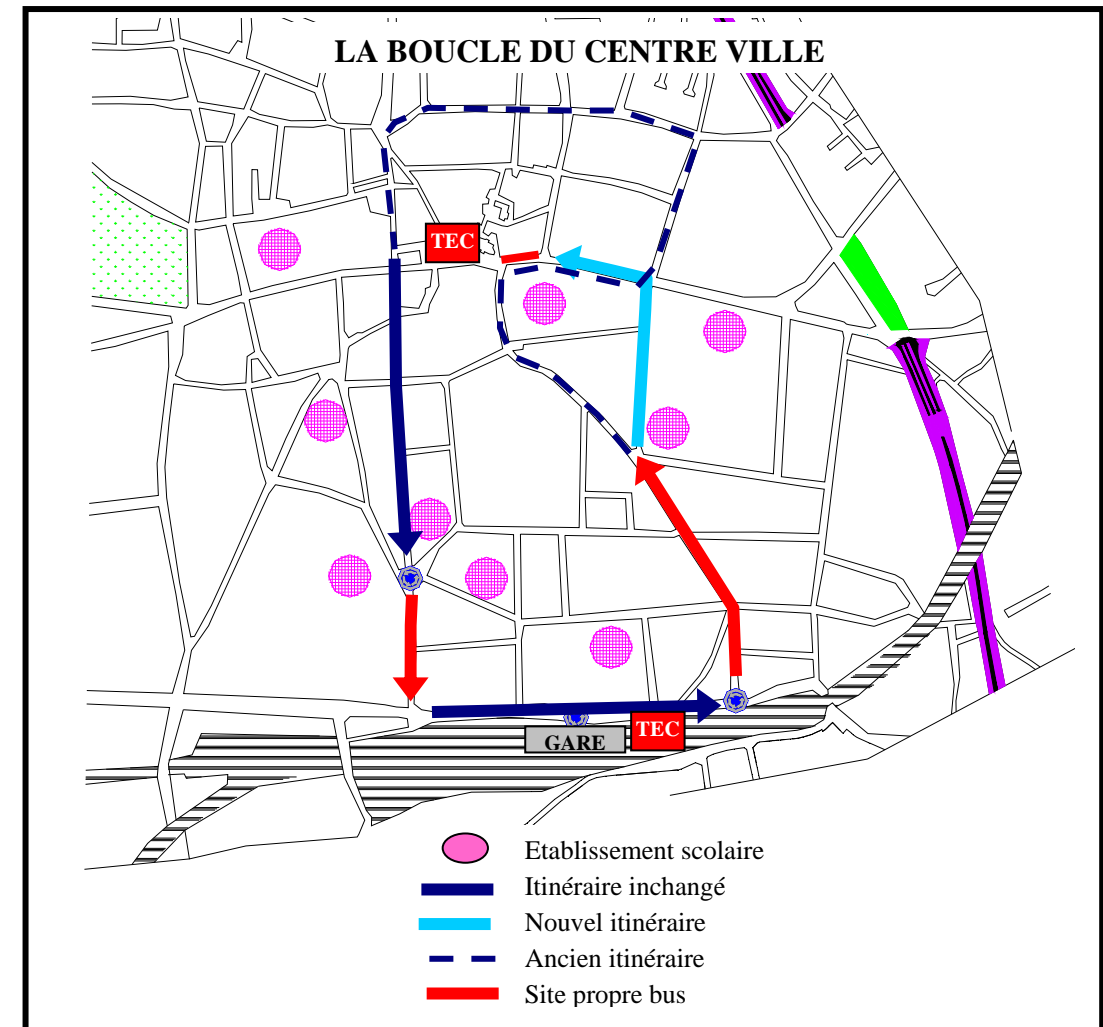 LA BOUCLE DU CENTRE VILLE
TEC
TEC
GARE
Etablissement scolaire
Itinéraire inchangé
Nouvel itinéraire
Ancien itinéraire
Site propre bus